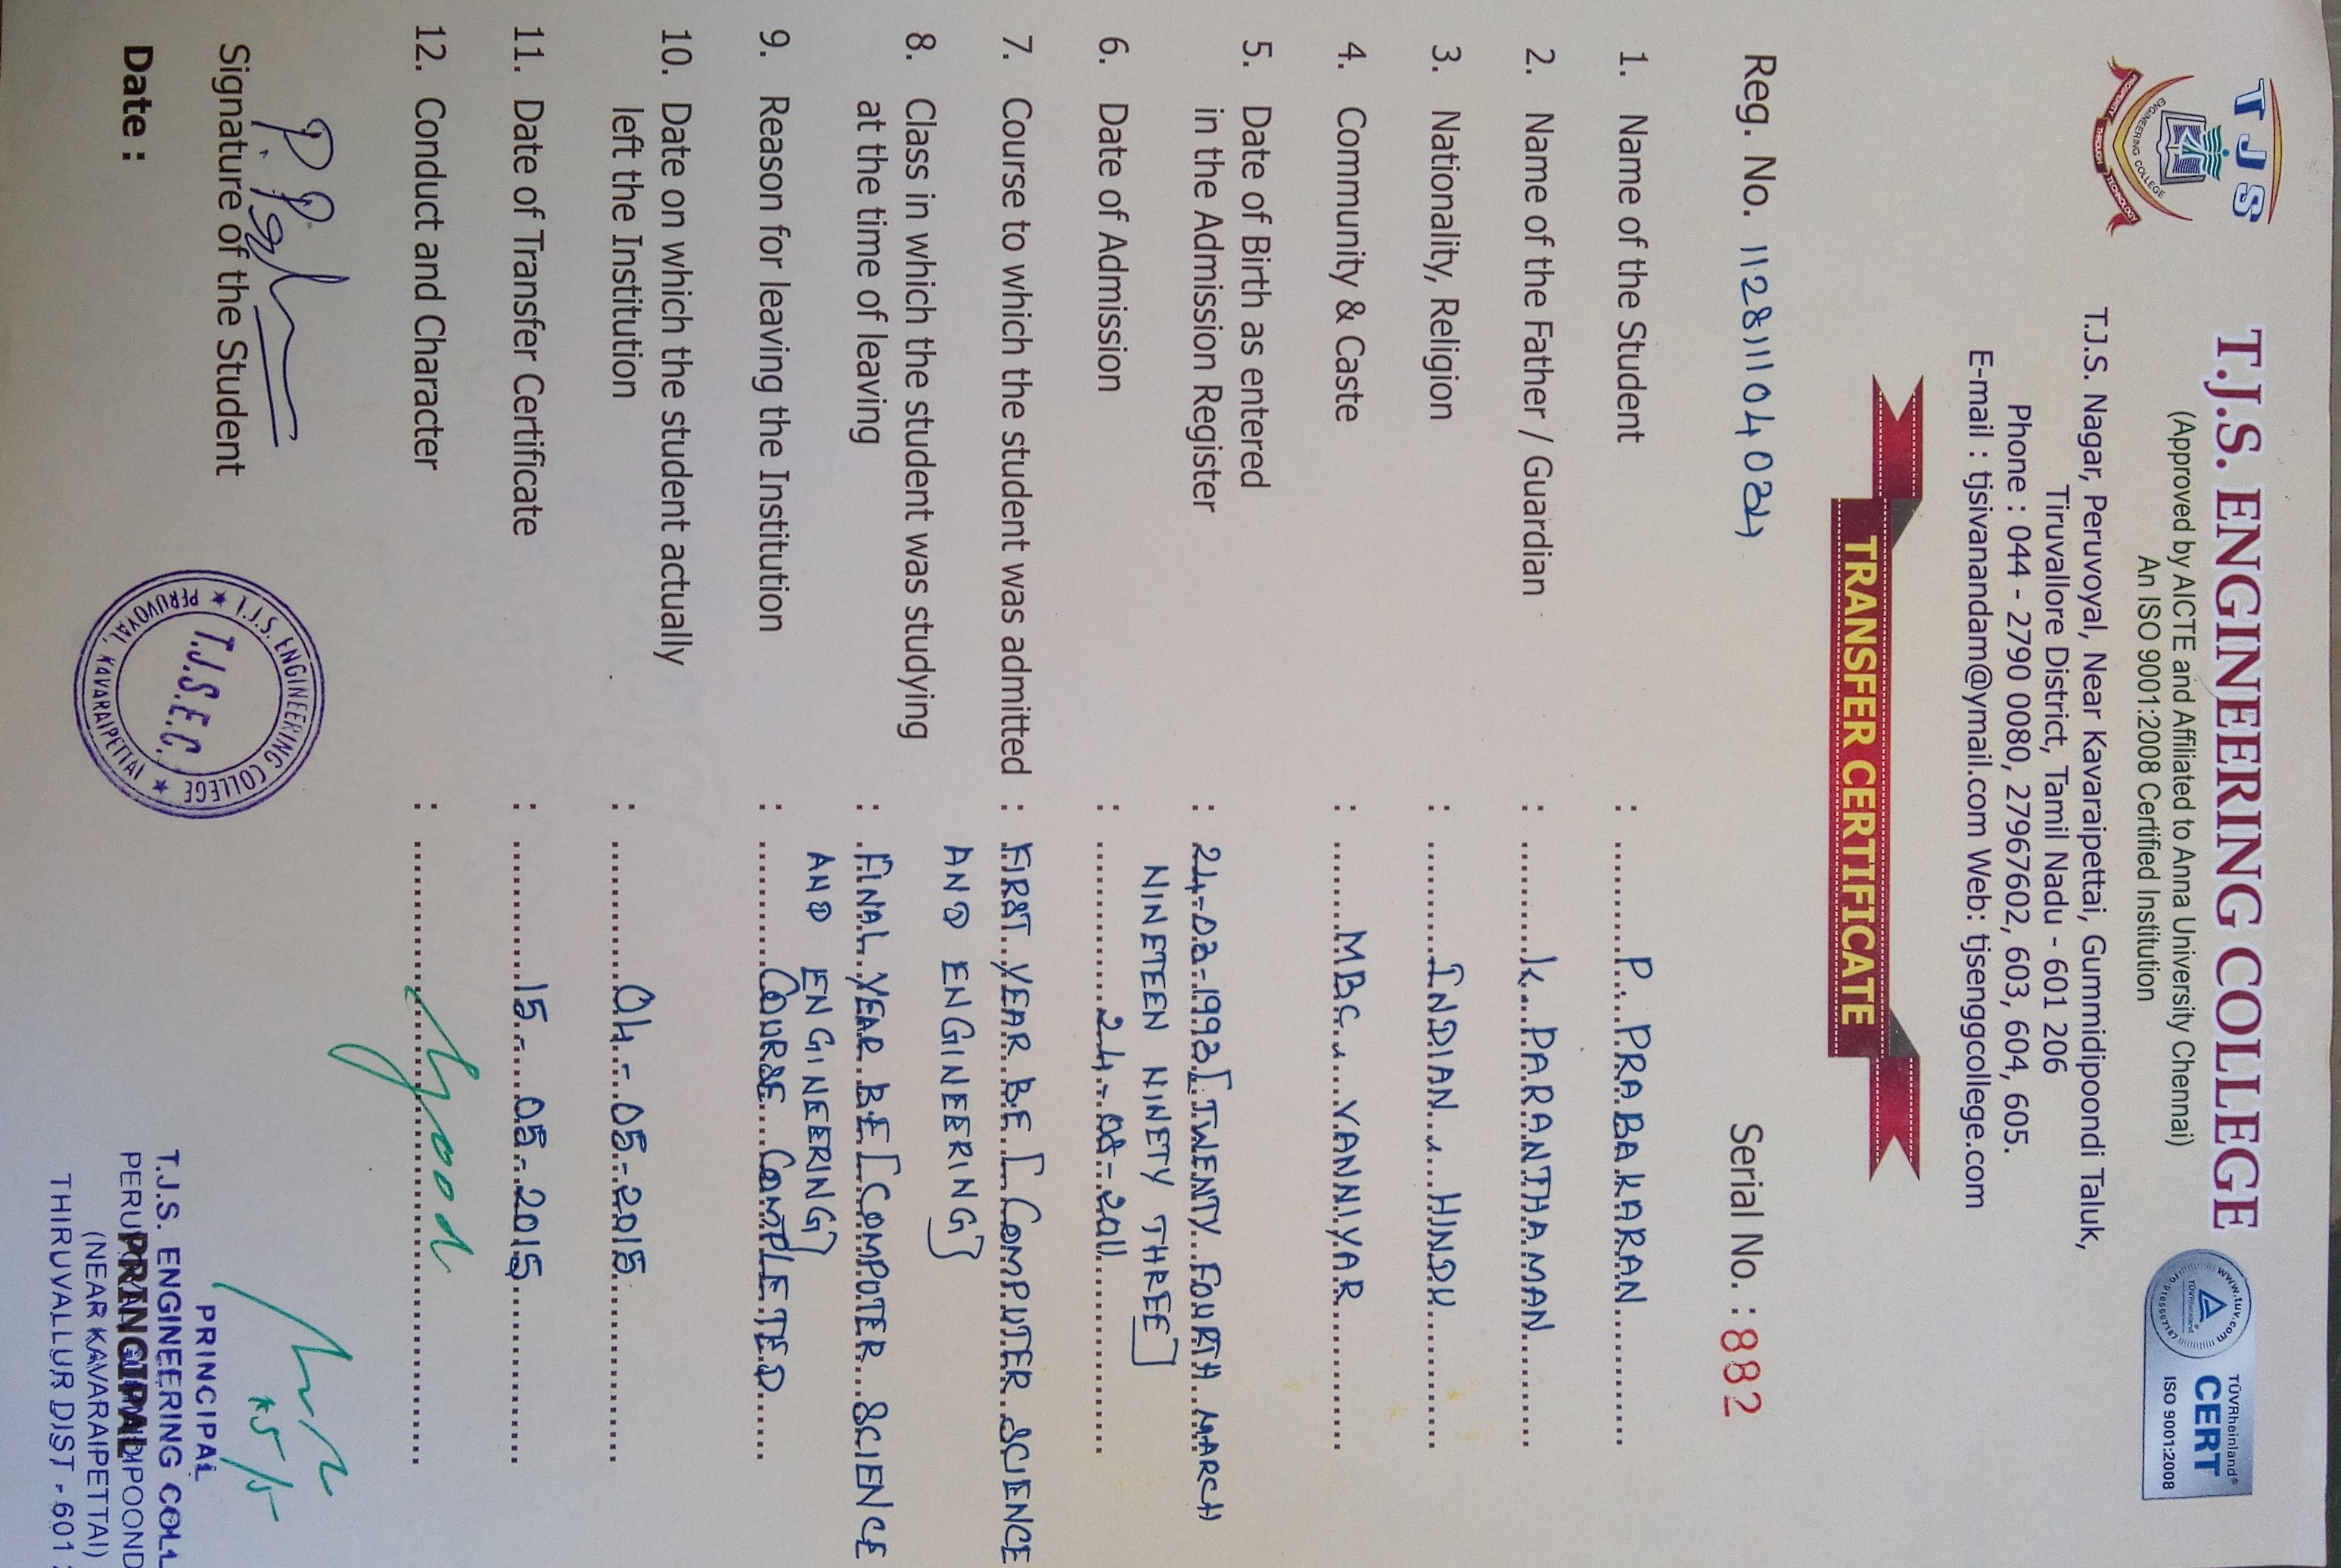 TJS
ENGINEERING COLLEGE
PROSPERITY THROUGH TECHNOLOGY
T.J.S. ENGINEERING COLLEGE
(Approved by AICTE and Affiliated to Anna University Chennai)
An ISO 9001:2008 Certified Institution
T.J.S. Nagar, Peruvoyal, Near Kavaraipettai, Gummidipoondi Taluk,
Tiruvallore District, Tamil Nadu - 601 206
Phone : 044 - 2790 0080, 27967602, 603, 604, 605.
E-mail : tjsivanandam@ymail.com Web: tjsenggcollege.com
www.tuv.com
TÜVRheinland®
CERT
ISO 9001:2008
TRANSFER CERTIFICATE
Reg. No. 112811104024 Serial No. : 882
1. Name of the Student : P. PRABAKARAN
2. Name of the Father / Guardian : K. PARANTHAMAN
3. Nationality, Religion : INDIAN, HINDU
4. Community & Caste : MBC, VANNIYAR
5. Date of Birth as entered
in the Admission Register : 24-03-1993 [TWENTY FOURTH MARCH
NINETEEN NINETY THREE]
6. Date of Admission : 24-08-2011
7. Course to which the student was admitted : FIRST YEAR B.E [COMPUTER SCIENCE
AND ENGINEERING]
8. Class in which the student was studying
at the time of leaving : FINAL YEAR B.E [COMPUTER SCIENCE
AND ENGINEERING]
9. Reason for leaving the Institution : COURSE COMPLETED
10. Date on which the student actually
left the Institution : 04-05-2015
11. Date of Transfer Certificate : 15-05-2015
12. Conduct and Character : Good
Signature of the Student
Date :
T.J.S. ENGINEERING COLLEGE
PERUVOYAL, KAVARAIPETTAI
T.J.S.E.C.
15/5
PRINCIPAL
T.J.S. ENGINEERING COLL
PERUVOYAL
PRINCIPAL
(NEAR KAVARAIPETTAI)
THIRUVALLUR DIST - 601